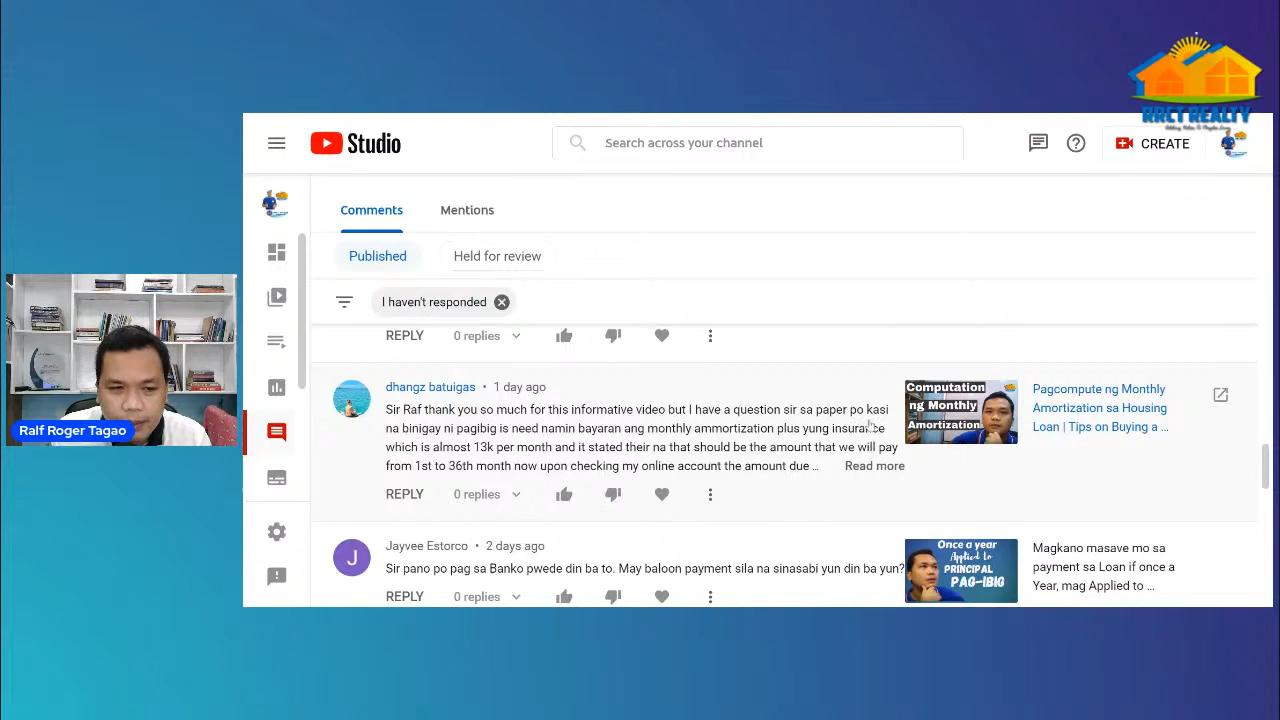 RRCT REALTY
Studio
Search across your channel
CREATE
Comments
Mentions
Published
Held for review
I haven't responded
REPLY
0 replies
dhangz batuigas • 1 day ago
Sir Raf thank you so much for this informative video but I have a question sir sa paper po kasi
na binigay ni pagibig is need namin bayaran ang monthly ammortization plus yung insurance
which is almost 13k per month and it stated their na that should be the amount that we will pay
from 1st to 36th month now upon checking my online account the amount due ...
Read more
REPLY
0 replies
Computation
ng Monthly
Amortization
Pagcompute ng Monthly
Amortization sa Housing
Loan | Tips on Buying a ...
Ralf Roger Tagao
J
Jayvee Estorco • 2 days ago
Sir pano po pag sa Banko pwede din ba to. May baloon payment sila na sinasabi yun din ba yun?
REPLY
0 replies
Once a year
Applied to
PRINCIPAL
PAG-IBIG
Magkano masave mo sa
payment sa Loan if once a
Year, mag Applied to ...